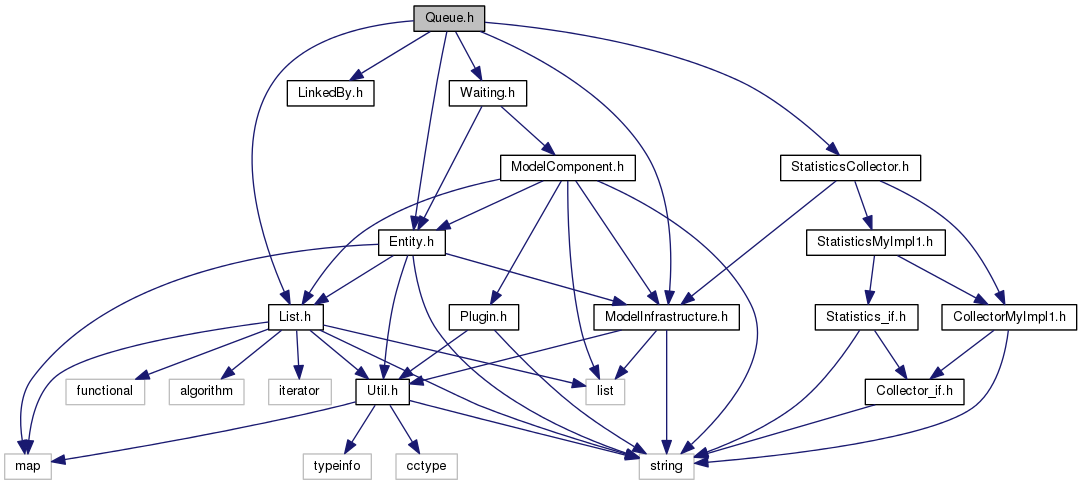 Queue.h
LinkedBy.h
Waiting.h
ModelComponent.h
StatisticsCollector.h
Entity.h
StatisticsMyImpl1.h
List.h
Plugin.h
ModelInfrastructure.h
Statistics_if.h
CollectorMyImpl1.h
functional
algorithm
iterator
Util.h
list
Collector_if.h
map
typeinfo
cctype
string